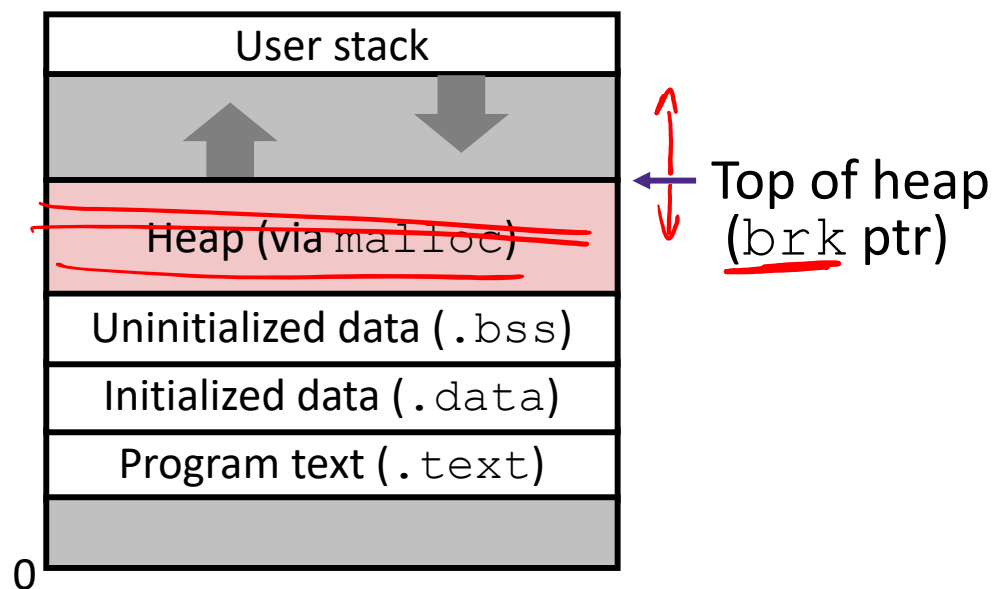 User stack
Heap (via malloc)
Top of heap
(brk ptr)
Uninitialized data (.bss)
Initialized data (.data)
Program text (.text)
0